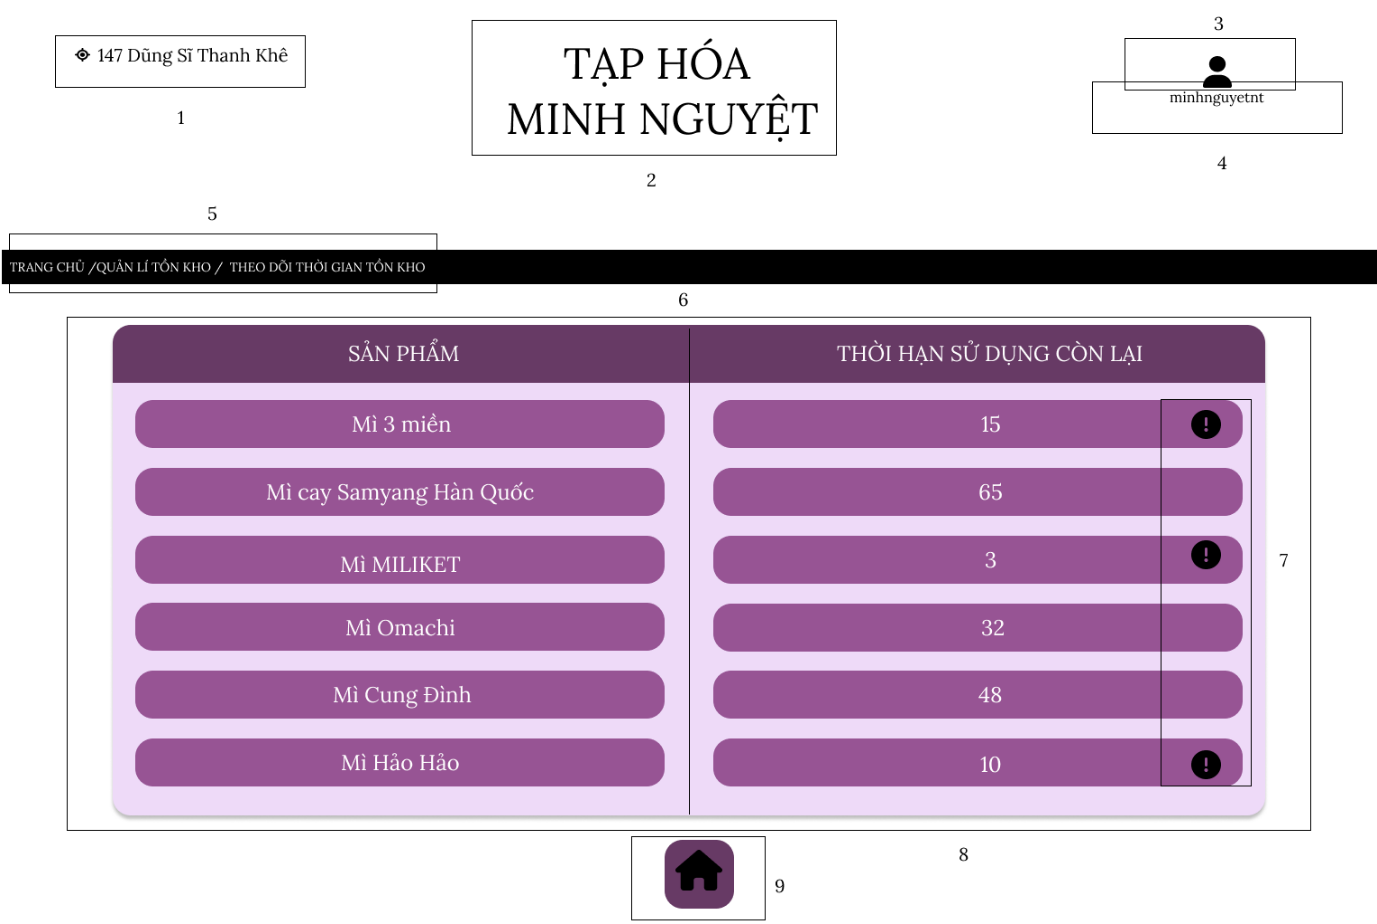 147 Dũng Sĩ Thanh Khê
1
TẠP HÓA
MINH NGUYỆT
2
3
minhnguyetnt
4
5
TRANG CHỦ /QUẢN LÍ TỒN KHO / THEO DÕI THỜI GIAN TỒN KHO
6
SẢN PHẨM THỜI HẠN SỬ DỤNG CÒN LẠI
Mì 3 miền 15
Mì cay Samyang Hàn Quốc 65
Mì MILIKET 3
7
Mì Omachi 32
Mì Cung Đình 48
Mì Hảo Hảo 10
8
9